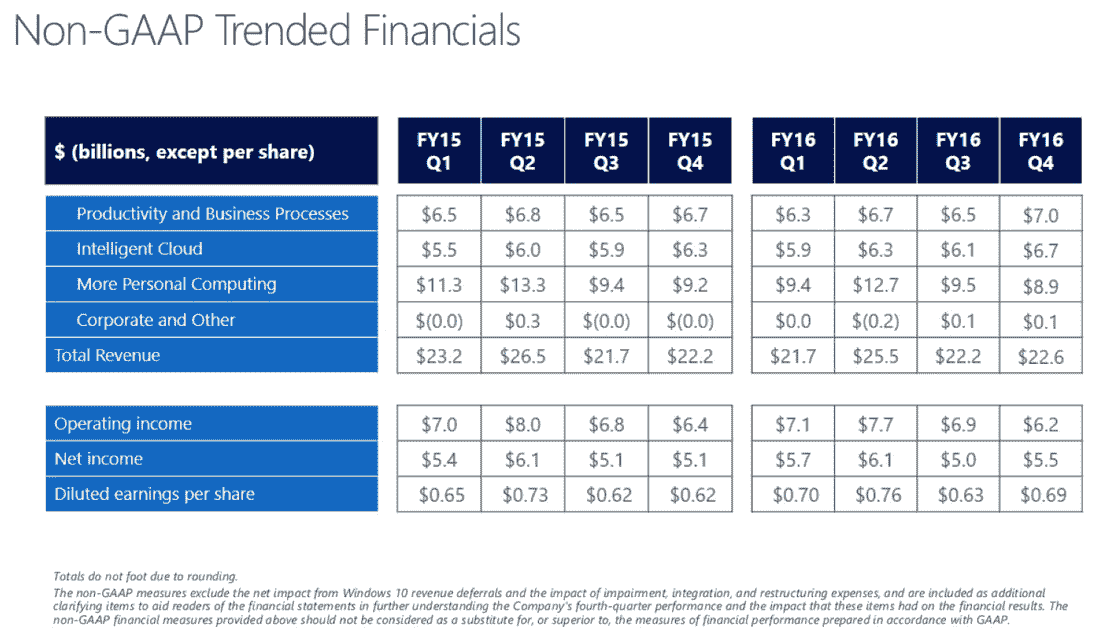 Non-GAAP Trended Financials
$ (billions, except per share) FY15 Q1 FY15 Q2 FY15 Q3 FY15 Q4 FY16 Q1 FY16 Q2 FY16 Q3 FY16 Q4
Productivity and Business Processes $6.5 $6.8 $6.5 $6.7 $6.3 $6.7 $6.5 $7.0
Intelligent Cloud $5.5 $6.0 $5.9 $6.3 $5.9 $6.3 $6.1 $6.7
More Personal Computing $11.3 $13.3 $9.4 $9.2 $9.4 $12.7 $9.5 $8.9
Corporate and Other $(0.0) $0.3 $(0.0) $(0.0) $0.0 $(0.2) $0.1 $0.1
Total Revenue $23.2 $26.5 $21.7 $22.2 $21.7 $25.5 $22.2 $22.6
Operating income $7.0 $8.0 $6.8 $6.4 $7.1 $7.7 $6.9 $6.2
Net income $5.4 $6.1 $5.1 $5.1 $5.7 $6.1 $5.0 $5.5
Diluted earnings per share $0.65 $0.73 $0.62 $0.62 $0.70 $0.76 $0.63 $0.69
Totals do not foot due to rounding.
The non-GAAP measures exclude the net impact from Windows 10 revenue deferrals and the impact of impairment, integration, and restructuring expenses, and are included as additional
clarifying items to aid readers of the financial statements in further understanding the Company's fourth-quarter performance and the impact that these items had on the financial results. The
non-GAAP financial measures provided above should not be considered as a substitute for, or superior to, the measures of financial performance prepared in accordance with GAAP.